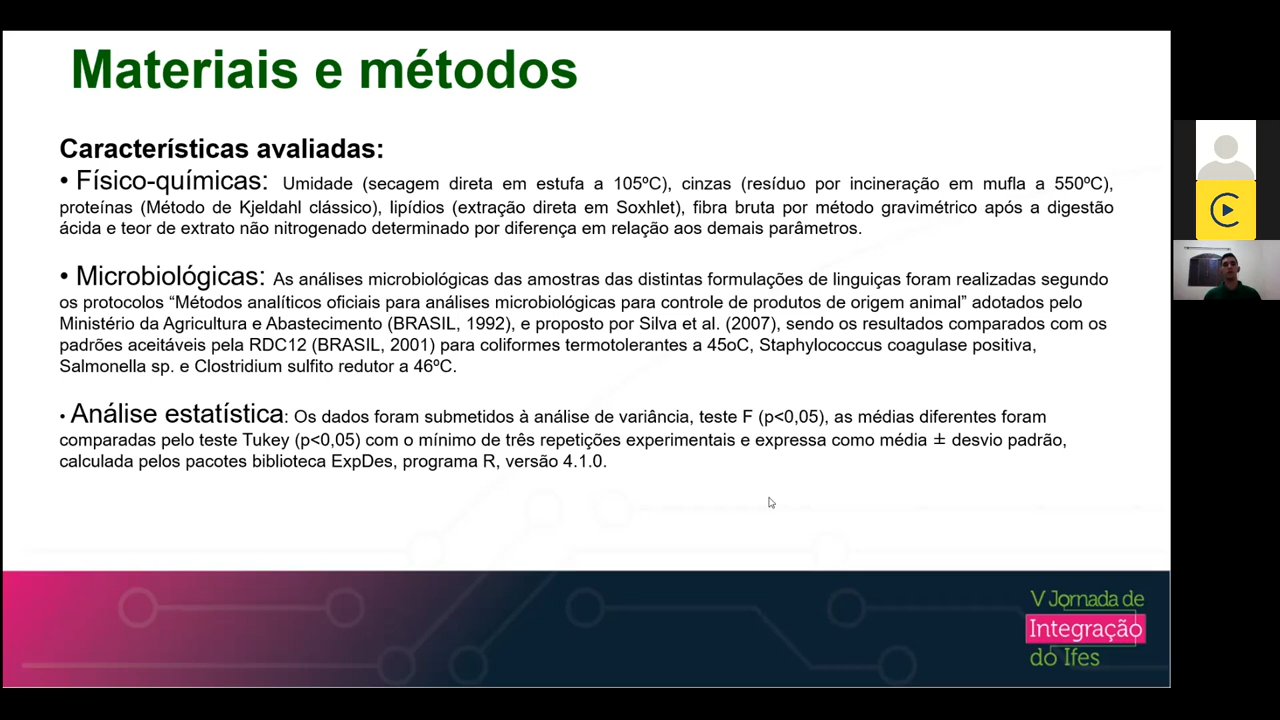 Materiais e métodos
Características avaliadas:
• Físico-químicas: Umidade (secagem direta em estufa a 105ºC), cinzas (resíduo por incineração em mufla a 550ºC),
proteínas (Método de Kjeldahl clássico), lipídios (extração direta em Soxhlet), fibra bruta por método gravimétrico após a digestão
ácida e teor de extrato não nitrogenado determinado por diferença em relação aos demais parâmetros.
• Microbiológicas: As análises microbiológicas das amostras das distintas formulações de linguiças foram realizadas segundo
os protocolos “Métodos analíticos oficiais para análises microbiológicas para controle de produtos de origem animal” adotados pelo
Ministério da Agricultura e Abastecimento (BRASIL, 1992), e proposto por Silva et al. (2007), sendo os resultados comparados com os
padrões aceitáveis pela RDC12 (BRASIL, 2001) para coliformes termotolerantes a 45oC, Staphylococcus coagulase positiva,
Salmonella sp. e Clostridium sulfito redutor a 46ºC.
• Análise estatística: Os dados foram submetidos à análise de variância, teste F (p<0,05), as médias diferentes foram
comparadas pelo teste Tukey (p<0,05) com o mínimo de três repetições experimentais e expressa como média ± desvio padrão,
calculada pelos pacotes biblioteca ExpDes, programa R, versão 4.1.0.
V Jornada de
Integração
do Ifes